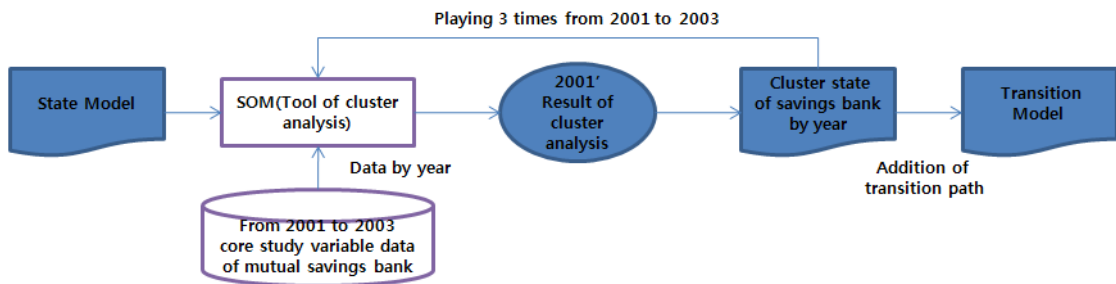 Playing 3 times from 2001 to 2003
State Model
SOM(Tool of cluster
analysis)
2001'
Result of
cluster
analysis
Cluster state
of savings bank
by year
Transition
Model
Data by year
Addition of
transition path
From 2001 to 2003
core study variable data
of mutual savings bank